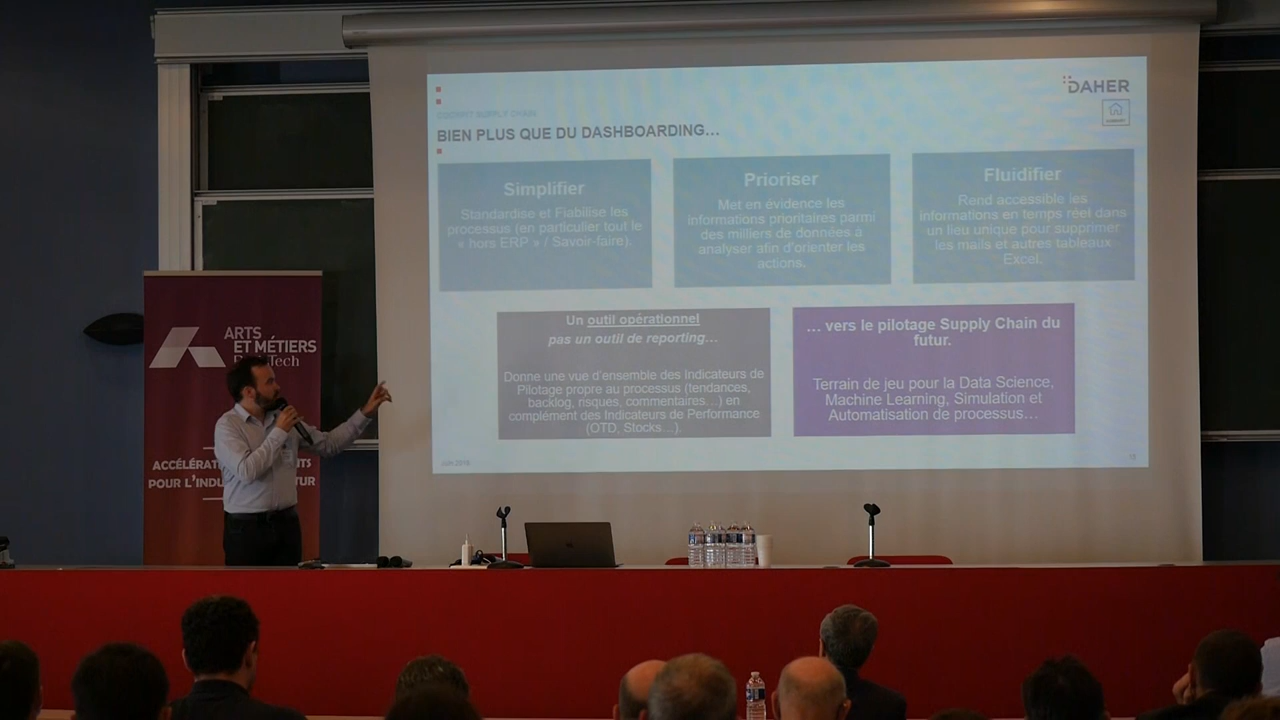 DAHER
COCKPIT SUPPLY CHAIN
BIEN PLUS QUE DU DASHBOARDING…
Simplifier
Standardise et Fiabilise les
processus (en particulier tout le
« hors ERP » / Savoir-faire).
Prioriser
Met en évidence les
informations prioritaires parmi
des milliers de données à
analyser afin d'orienter les
actions.
Fluidifier
Rend accessible les
informations en temps réel dans
un lieu unique pour supprimer
les mails et autres tableaux
Excel.
Un outil opérationnel
pas un outil de reporting…
Donne une vue d'ensemble des Indicateurs de
Pilotage propre au processus (tendances,
backlog, risques, commentaires…) en
complément des Indicateurs de Performance
(OTD, Stocks…).
… vers le pilotage Supply Chain du
futur.
Terrain de jeu pour la Data Science,
Machine Learning, Simulation et
Automatisation de processus…
ARTS
ET MÉTIERS
Tech
ACCÉLÉRAT
POUR L'INDU